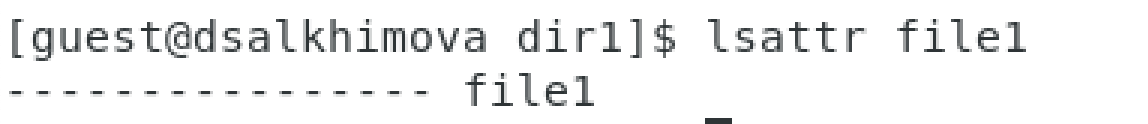 [guest@dsalkhimova dir1]$ lsattr file1
---------------- file1